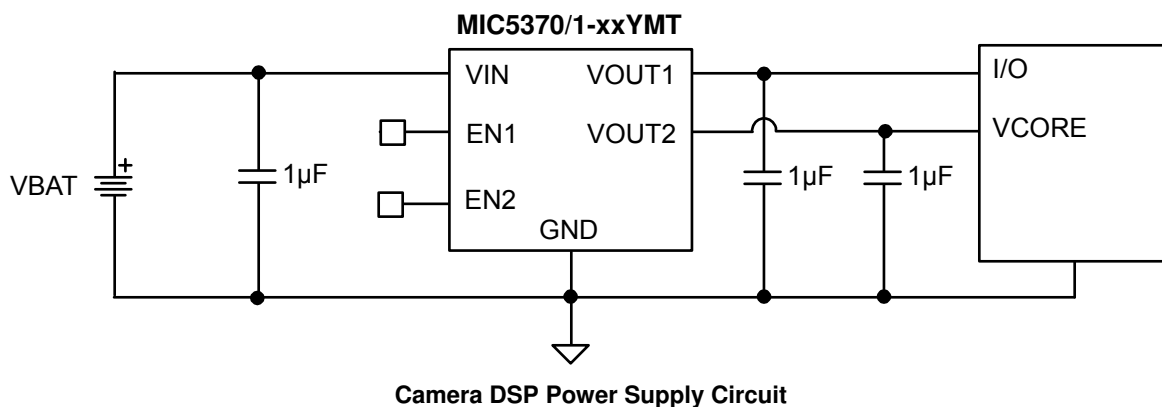 MIC5370/1-xxYMT
VIN
VOUT1
I/O
EN1
VOUT2
VCORE
VBAT
+
1µF
EN2
1µF
1µF
GND
Camera DSP Power Supply Circuit